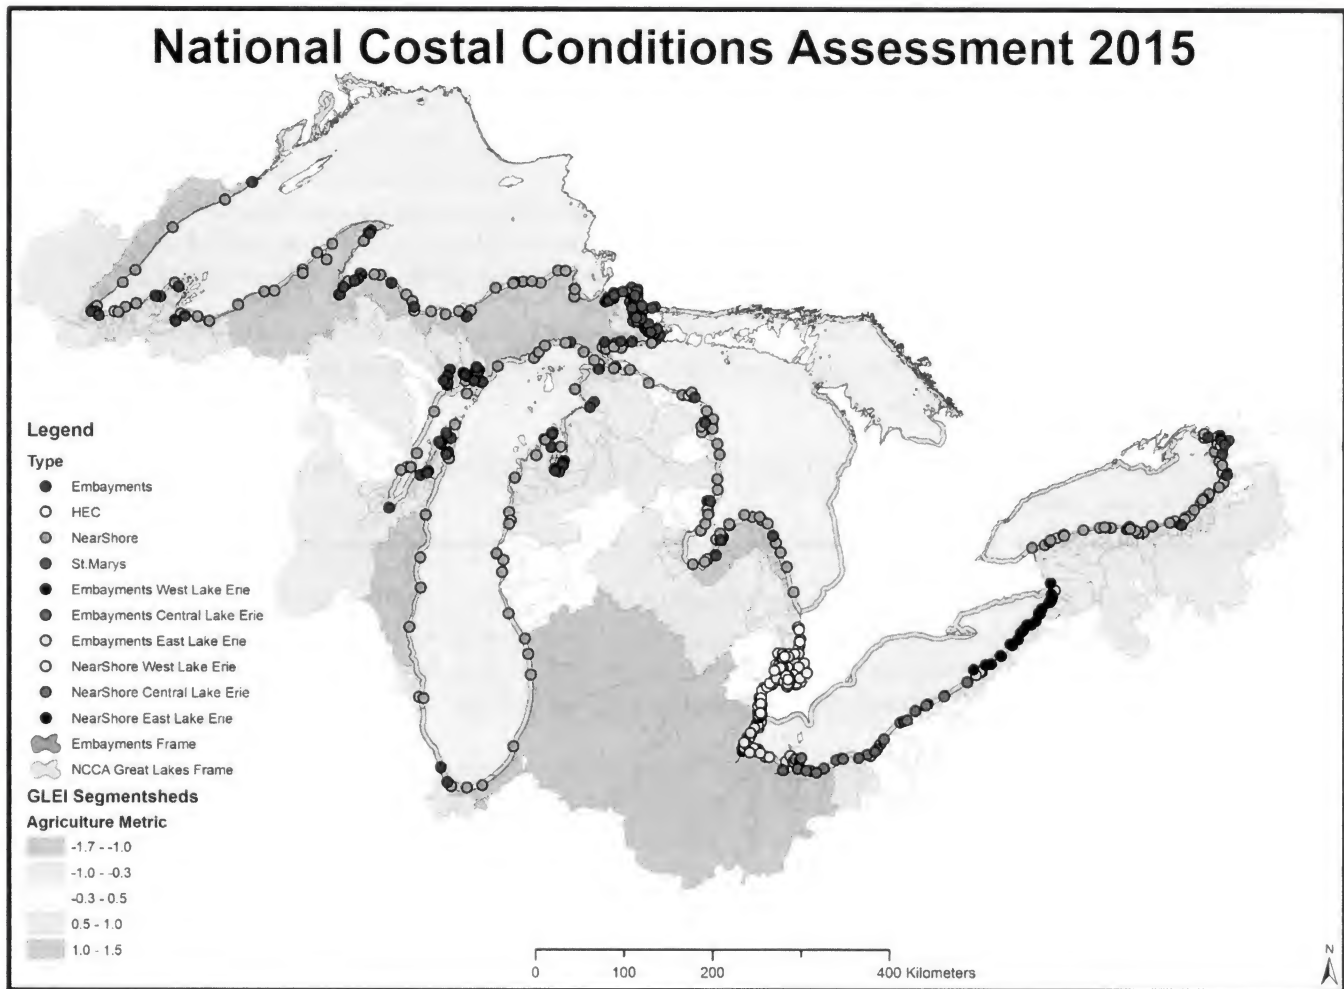 National Costal Conditions Assessment 2015
Legend
Type
Embayments
HEC
NearShore
St.Marys
Embayments West Lake Erie
Embayments Central Lake Erie
Embayments East Lake Erie
NearShore West Lake Erie
NearShore Central Lake Erie
NearShore East Lake Erie
Embayments Frame
NCCA Great Lakes Frame
GLEI Segmentsheds
Agriculture Metric
-1.7 - -1.0
-1.0 - -0.3
-0.3 - 0.5
0.5 - 1.0
1.0 - 1.5
0 100 200 400 Kilometers
N